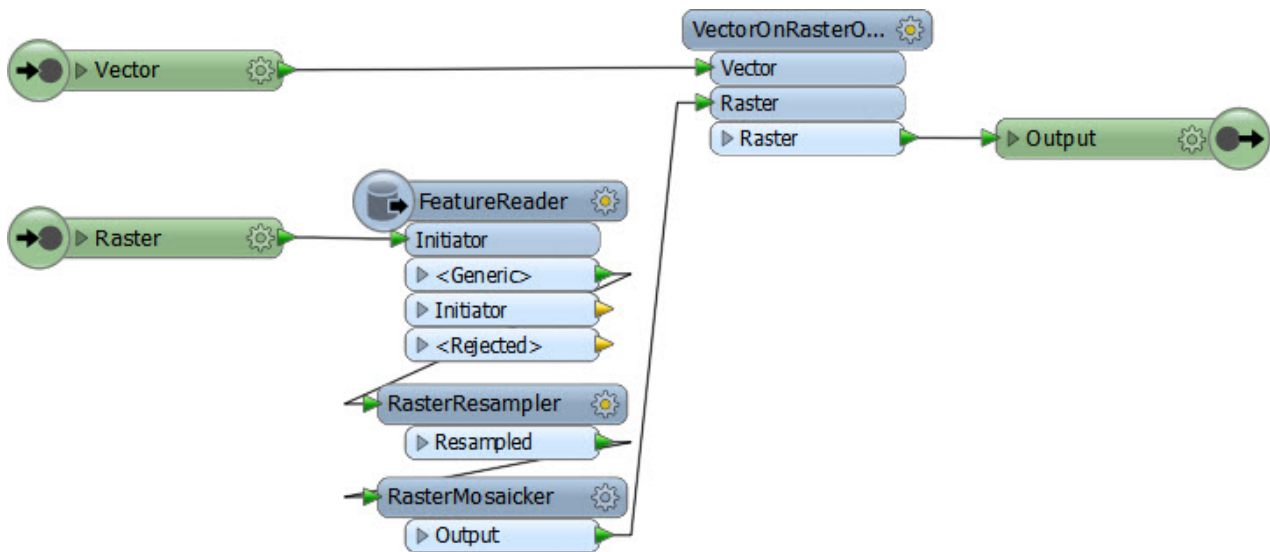 VectorOnRasterO...
Vector
Vector
Raster
Raster
Output
FeatureReader
Raster
Initiator
<Generic>
Initiator
<Rejected>
RasterResampler
Resampled
RasterMosaicker
Output